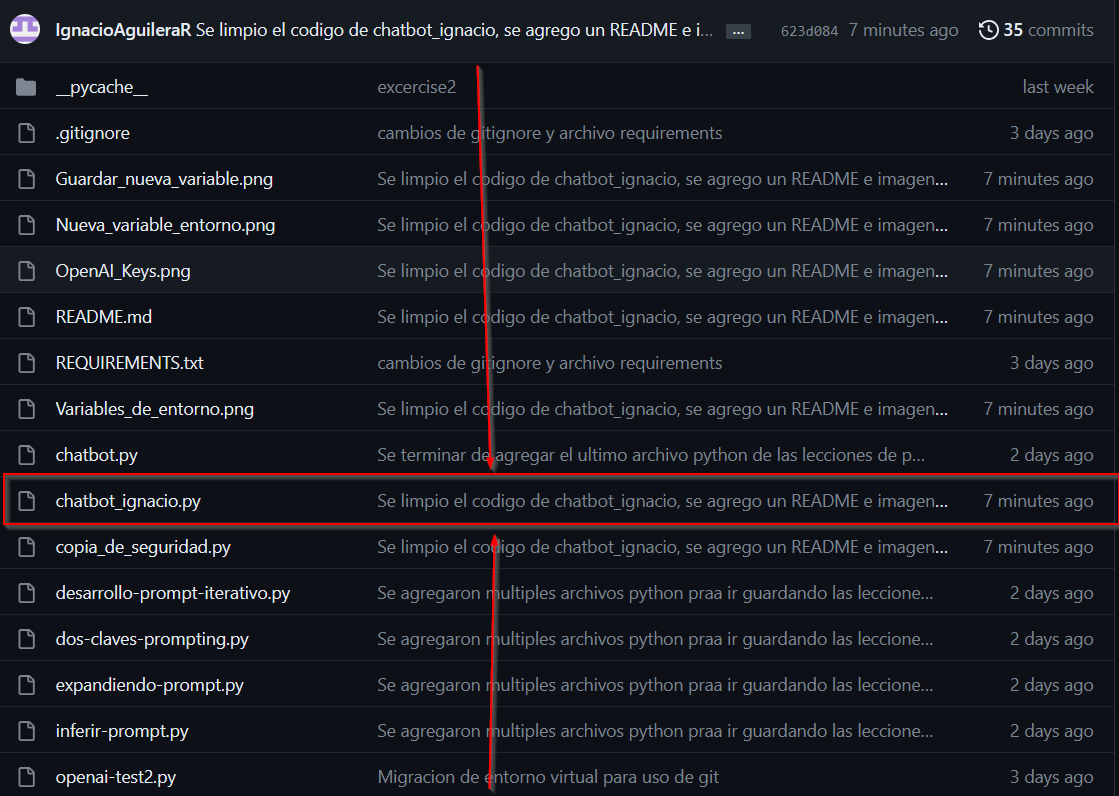 IgnacioAguileraR Se limpio el codigo de chatbot_ignacio, se agrego un README e i... ... 623d084 7 minutes ago 35 commits
__pycache__ excercise2 last week
.gitignore cambios de gitignore y archivo requirements 3 days ago
Guardar_nueva_variable.png Se limpio el codigo de chatbot_ignacio, se agrego un README e imagen... 7 minutes ago
Nueva_variable_entorno.png Se limpio el codigo de chatbot_ignacio, se agrego un README e imagen... 7 minutes ago
OpenAI_Keys.png Se limpio el codigo de chatbot_ignacio, se agrego un README e imagen... 7 minutes ago
README.md Se limpio el codigo de chatbot_ignacio, se agrego un README e imagen... 7 minutes ago
REQUIREMENTS.txt cambios de gitignore y archivo requirements 3 days ago
Variables_de_entorno.png Se limpio el codigo de chatbot_ignacio, se agrego un README e imagen... 7 minutes ago
chatbot.py Se terminar de agregar el ultimo archivo python de las lecciones de p... 2 days ago
chatbot_ignacio.py Se limpio el codigo de chatbot_ignacio, se agrego un README e imagen... 7 minutes ago
copia_de_seguridad.py Se limpio el codigo de chatbot_ignacio, se agrego un README e imagen... 7 minutes ago
desarrollo-prompt-iterativo.py Se agregaron multiples archivos python praa ir guardando las leccione... 2 days ago
dos-claves-prompting.py Se agregaron multiples archivos python praa ir guardando las leccione... 2 days ago
expandiendo-prompt.py Se agregaron multiples archivos python praa ir guardando las leccione... 2 days ago
inferir-prompt.py Se agregaron multiples archivos python praa ir guardando las leccione... 2 days ago
openai-test2.py Migracion de entorno virtual para uso de git 3 days ago